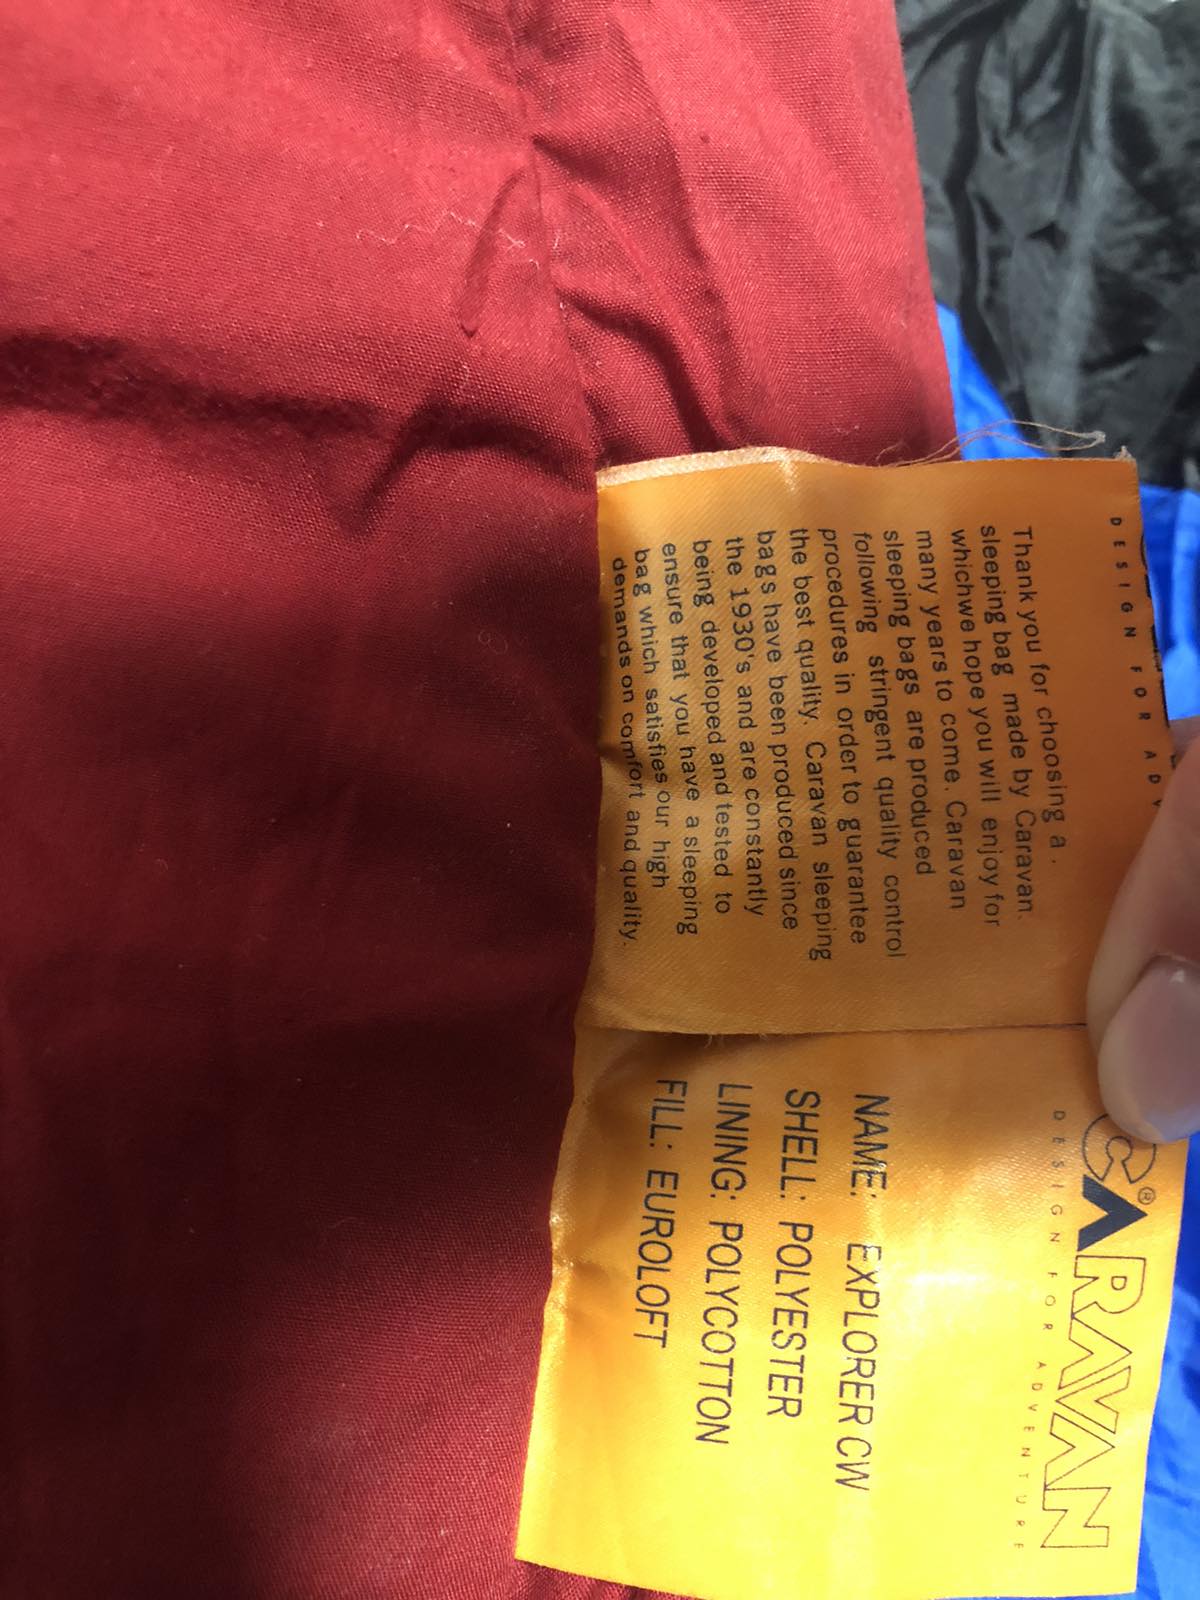 DESIGN FOR ADV
Thank you for choosing a .
sleeping bag made by Caravan.
whichwe hope you will enjoy for
many years to come. Caravan
sleeping bags are produced
following stringent quality control
procedures in order to guarantee
the best quality. Caravan sleeping
bags have been produced since
the 1930's and are constantly
being developed and tested to
ensure that you have a sleeping
bag which satisfies our high
demands on comfort and quality.
CARAVAN®
DESIGN FOR ADVENTURE
NAME: EXPLORER CW
SHELL: POLYESTER
LINING: POLYCOTTON
FILL: EUROLOFT